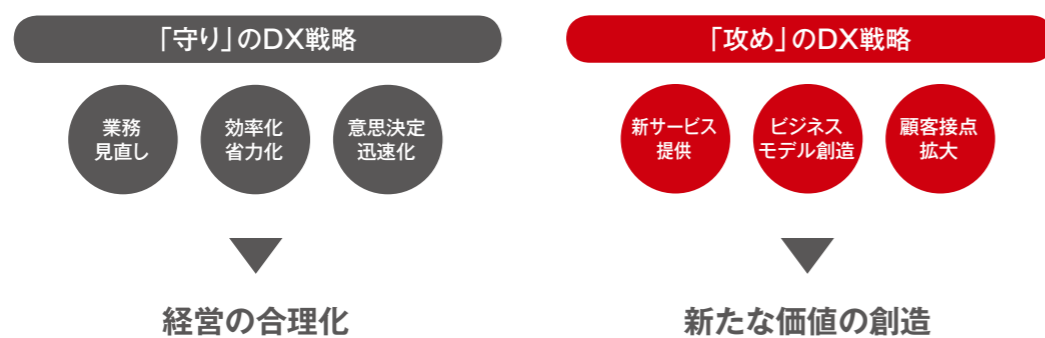 「守り」のDX戦略
業務
見直し
効率化
省力化
意思決定
迅速化
経営の合理化
「攻め」のDX戦略
新サービス
提供
ビジネス
モデル創造
顧客接点
拡大
新たな価値の創造